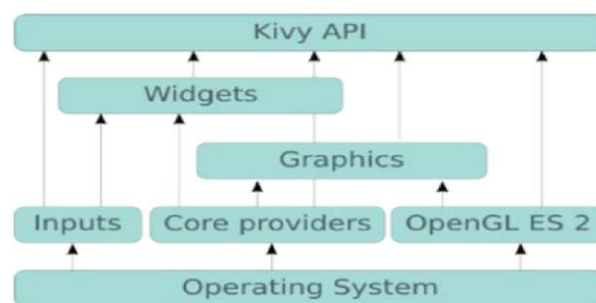 Kivy API
Widgets
Graphics
Inputs
Core providers
OpenGL ES 2
Operating System